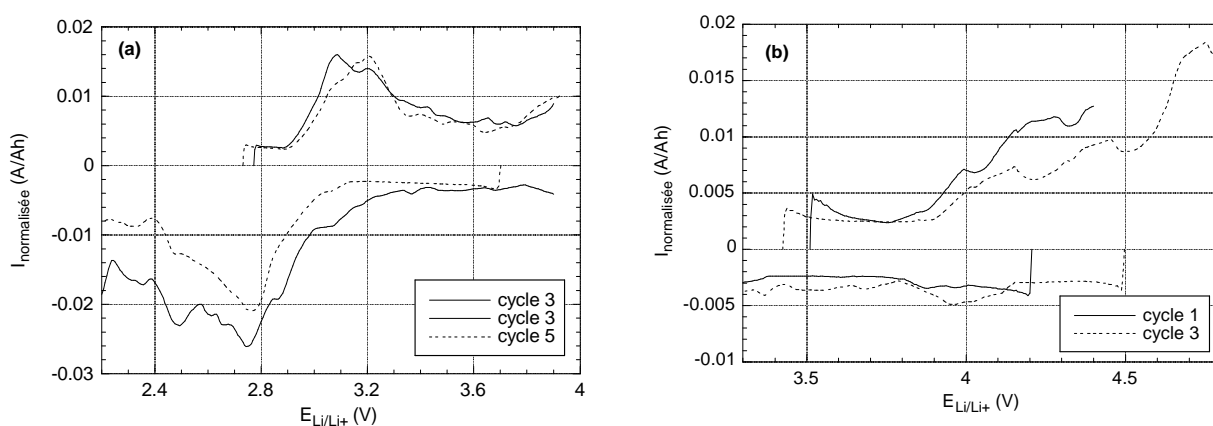 (a)
0.02
0.01
0
-0.01
-0.02
-0.03
I normalisée (A/Ah)
cycle 3
cycle 3
cycle 5
2.4
2.8
3.2
3.6
4
E Li/Li+ (V)
(b)
0.02
0.015
0.01
0.005
0
-0.005
-0.01
I normalisée (A/Ah)
cycle 1
cycle 3
3.5
4
4.5
E Li/Li+ (V)